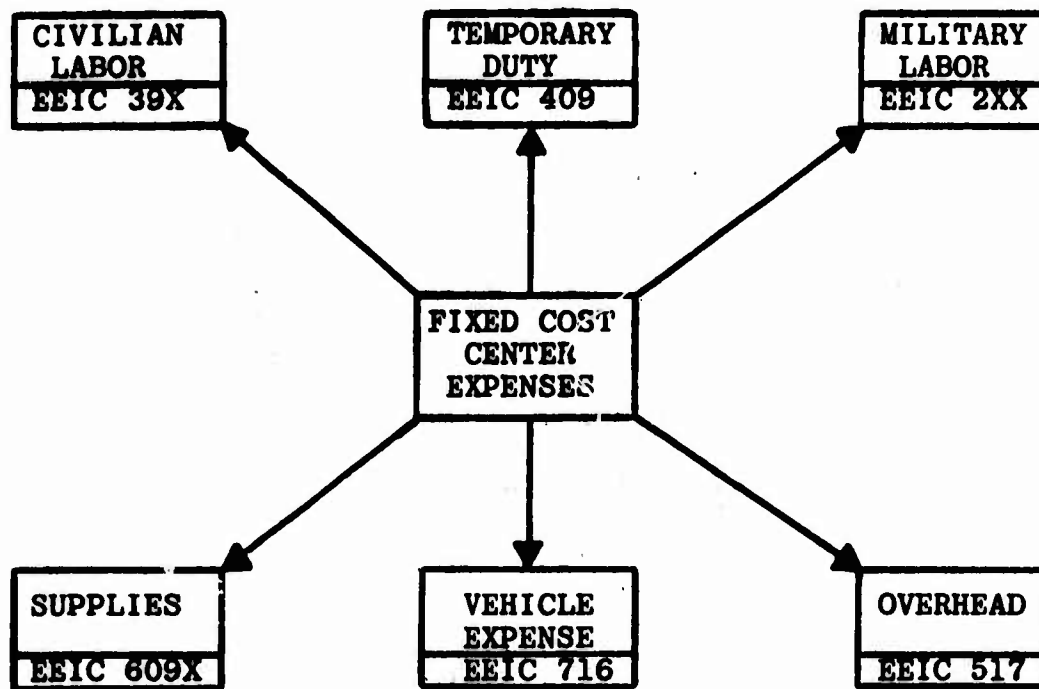 CIVILIAN
LABOR
EEIC 39X
TEMPORARY
DUTY
EEIC 409
MILITARY
LABOR
EEIC 2XX
FIXED COST
CENTER
EXPENSES
SUPPLIES
EEIC 609X
VEHICLE
EXPENSE
EEIC 716
OVERHEAD
EEIC 517